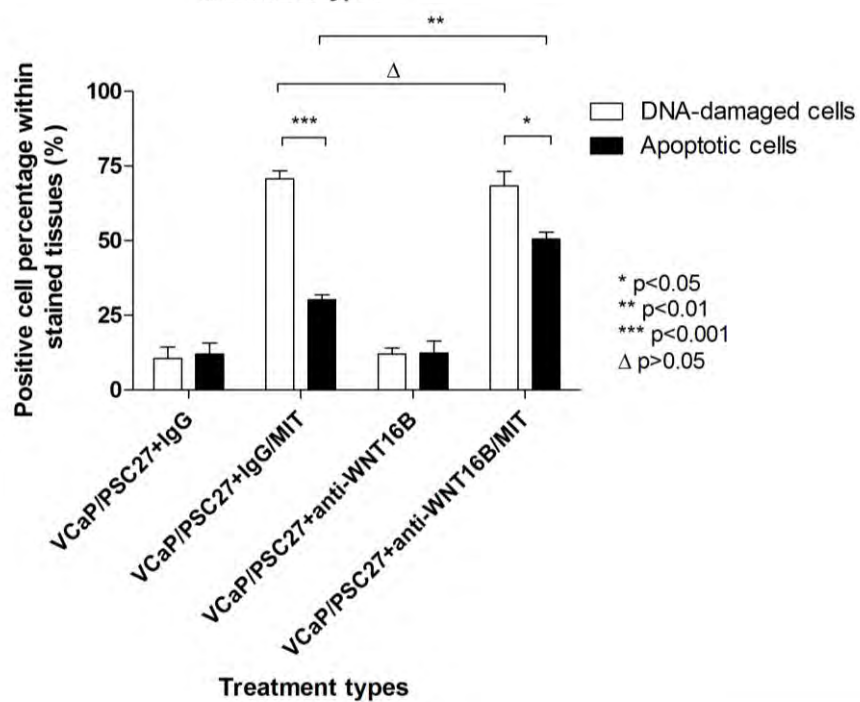 **
Δ
***
*
100
75
50
25
0
Positive cell percentage within
stained tissues (%)
DNA-damaged cells
Apoptotic cells
* p<0.05
** p<0.01
*** p<0.001
Δ p>0.05
VCaP/PSC27+IgG
VCaP/PSC27+IgG/MIT
VCaP/PSC27+anti-WNT16B
VCaP/PSC27+anti-WNT16B/MIT
Treatment types